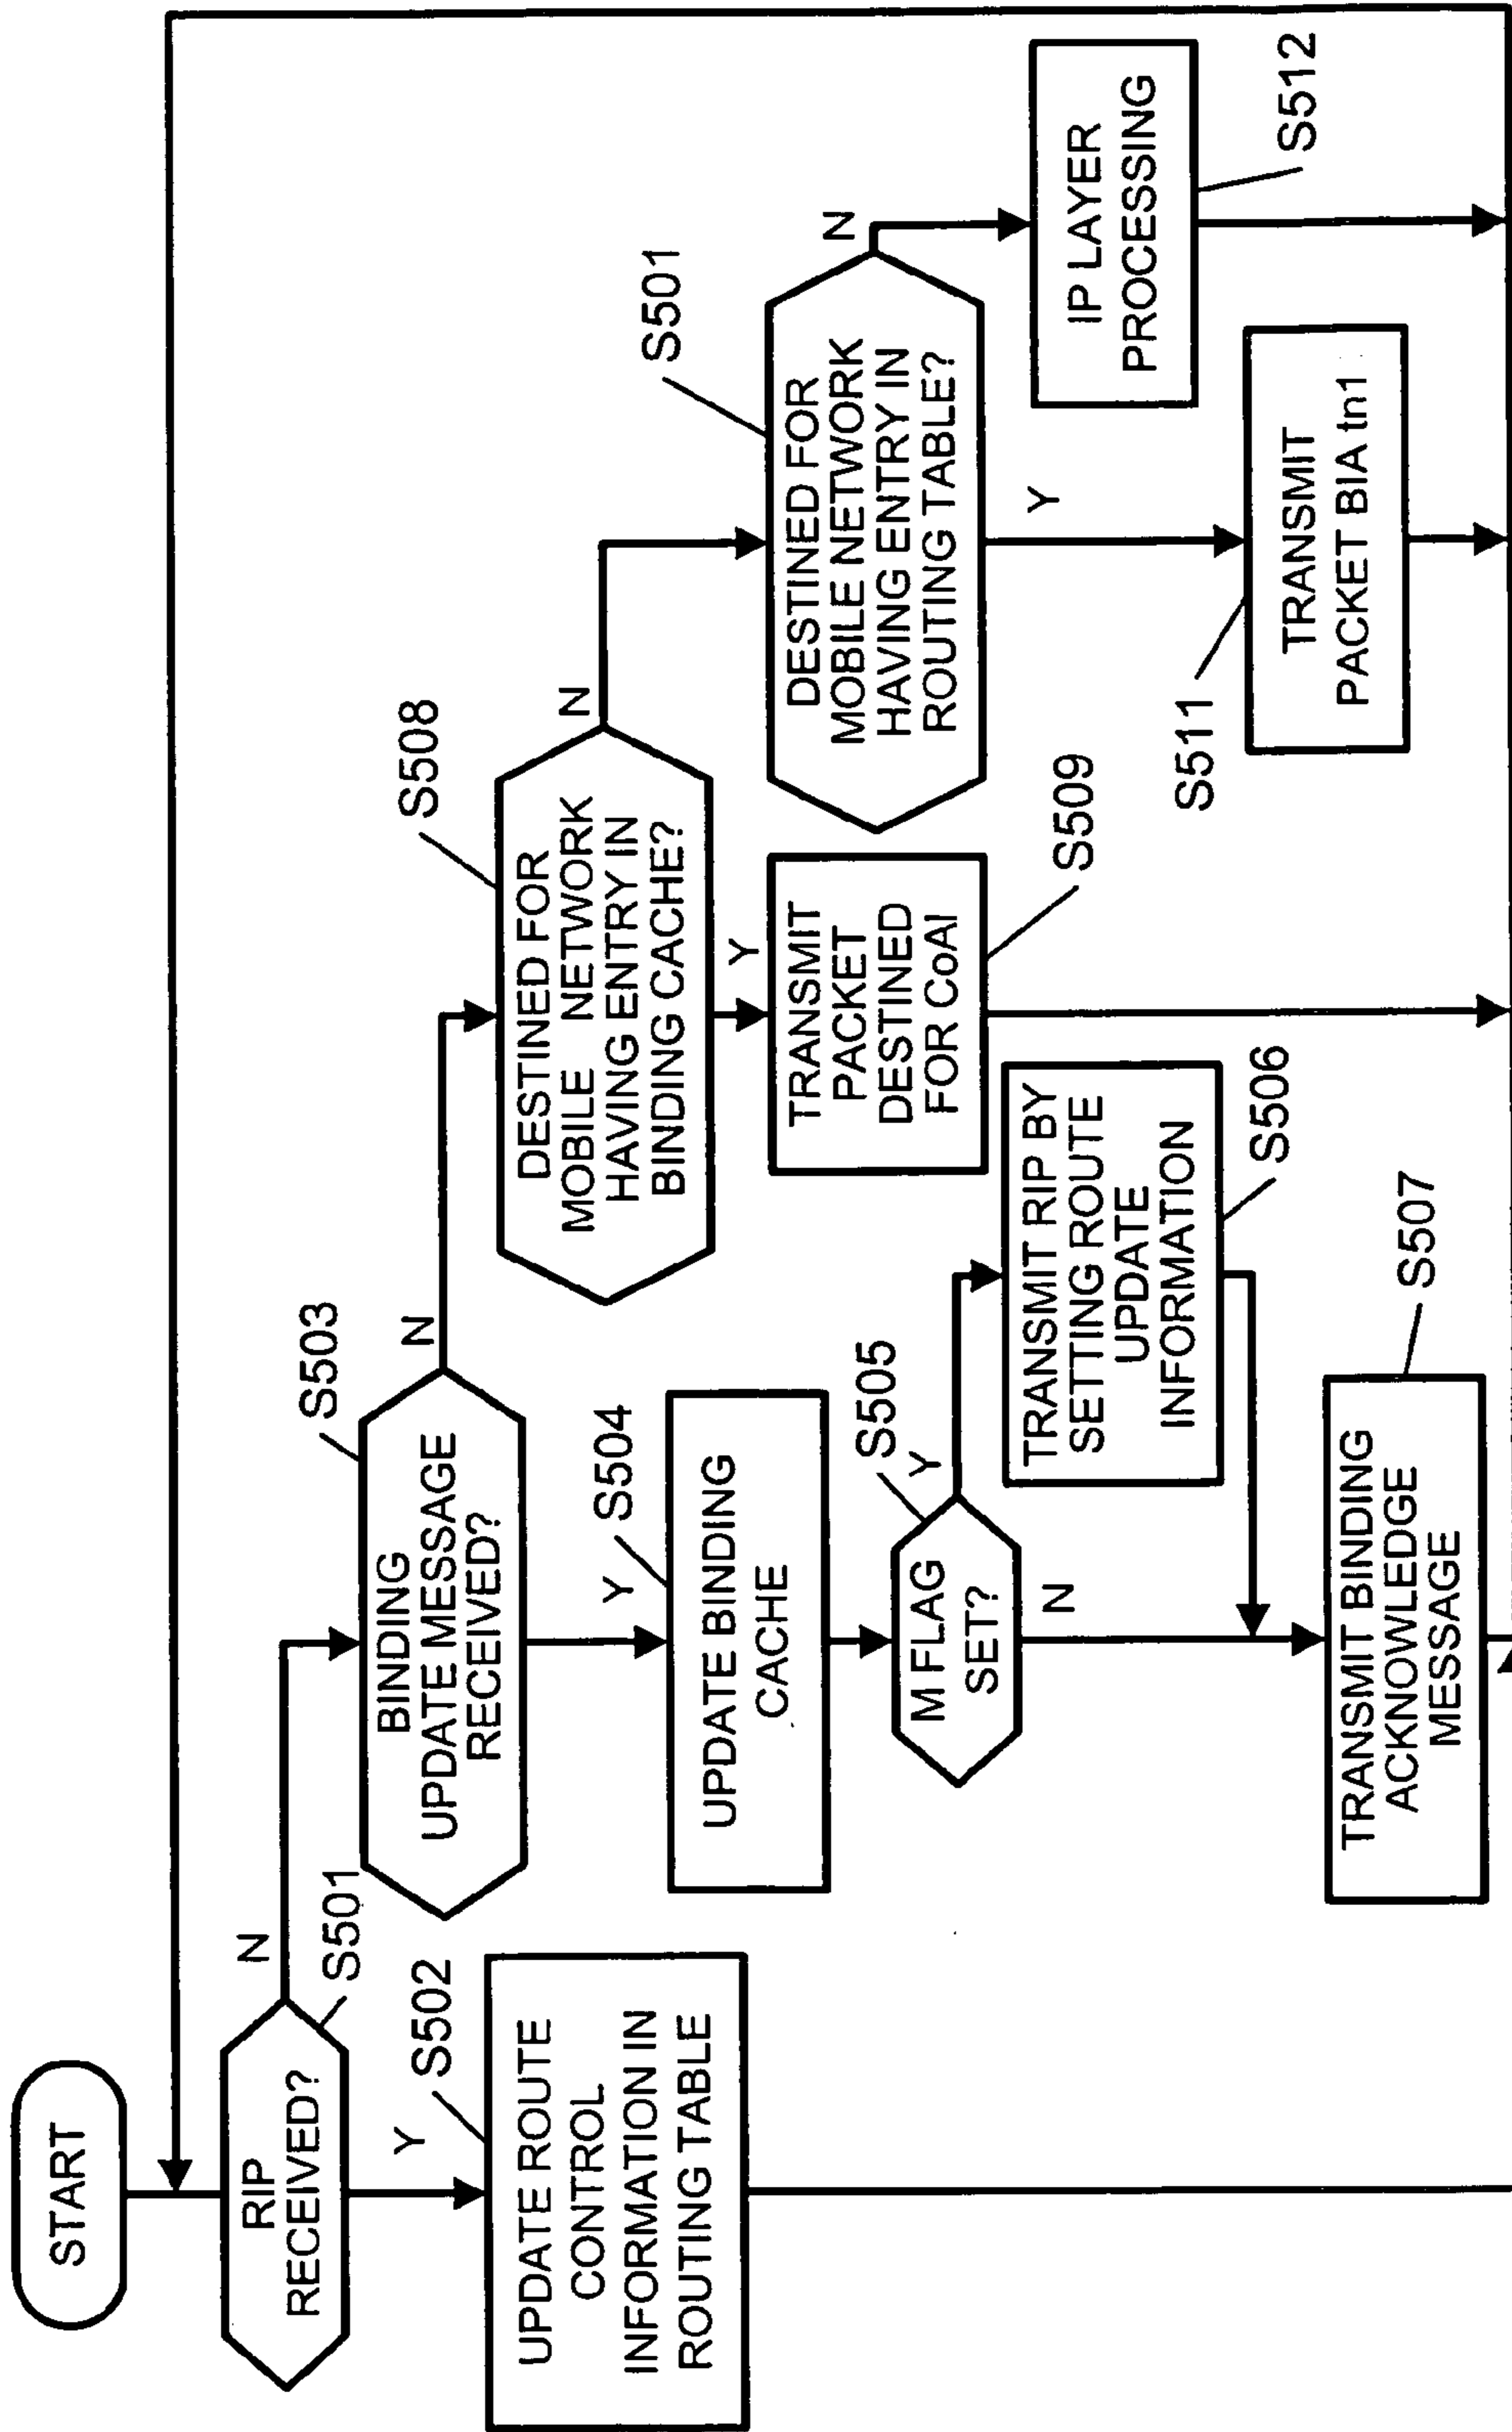 START
RIP
RECEIVED?
S501
N
Y
S502
UPDATE ROUTE
CONTROL
INFORMATION IN
ROUTING TABLE
BINDING
UPDATE MESSAGE
RECEIVED?
S503
N
Y
S504
UPDATE BINDING
CACHE
M FLAG
SET?
S505
Y
N
TRANSMIT RIP BY
SETTING ROUTE
UPDATE
INFORMATION
S506
TRANSMIT BINDING
ACKNOWLEDGE
MESSAGE
S507
DESTINED FOR
MOBILE NETWORK
HAVING ENTRY IN
BINDING CACHE?
S508
N
Y
TRANSMIT
PACKET
DESTINED
FOR CoAI
S509
DESTINED FOR
MOBILE NETWORK
HAVING ENTRY IN
ROUTING TABLE?
S501
N
Y
S511
TRANSMIT
PACKET BIA tn1
IP LAYER
PROCESSING
S512